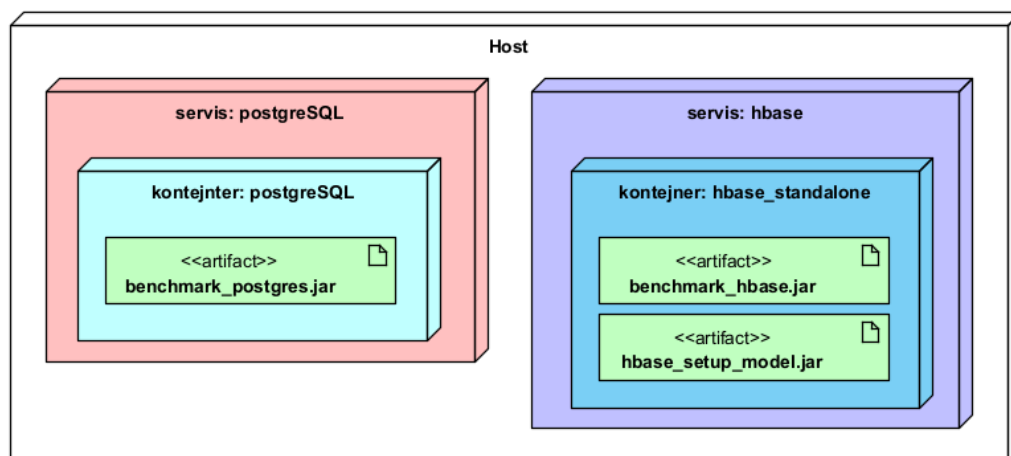 Host
servis: postgreSQL
kontejnter: postgreSQL
<<artifact>>
benchmark_postgres.jar
servis: hbase
kontejner: hbase_standalone
<<artifact>>
benchmark_hbase.jar
<<artifact>>
hbase_setup_model.jar